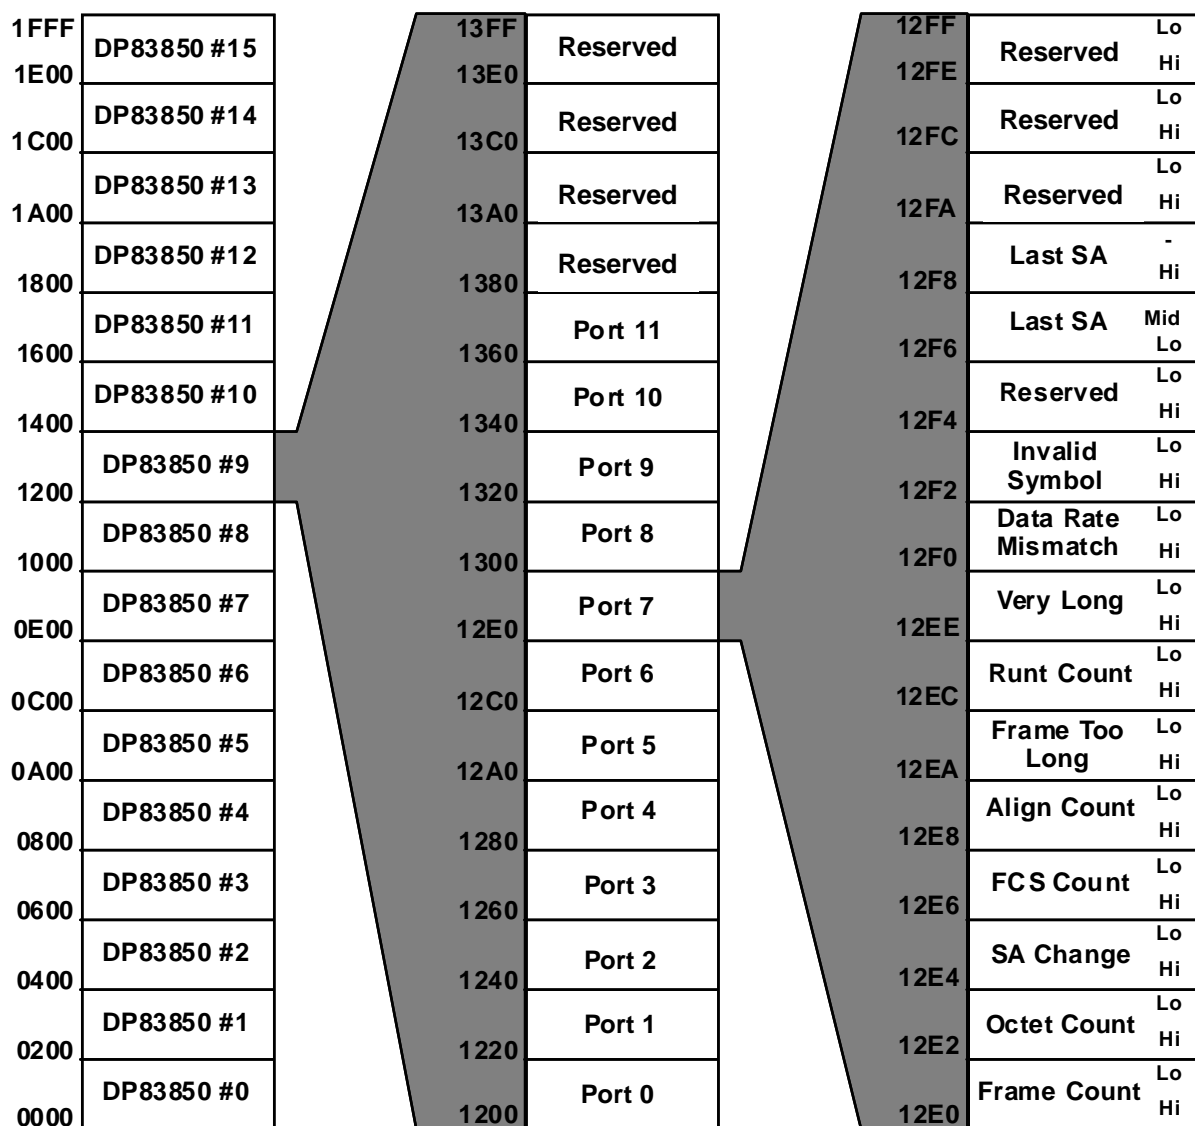 1FFF
DP83850 #15
1E00
DP83850 #14
1C00
DP83850 #13
1A00
DP83850 #12
1800
DP83850 #11
1600
DP83850 #10
1400
DP83850 #9
1200
DP83850 #8
1000
DP83850 #7
0E00
DP83850 #6
0C00
DP83850 #5
0A00
DP83850 #4
0800
DP83850 #3
0600
DP83850 #2
0400
DP83850 #1
0200
DP83850 #0
0000
13FF
Reserved
13E0
Reserved
13C0
Reserved
13A0
Reserved
1380
Port 11
1360
Port 10
1340
Port 9
1320
Port 8
1300
Port 7
12E0
Port 6
12C0
Port 5
12A0
Port 4
1280
Port 3
1260
Port 2
1240
Port 1
1220
Port 0
1200
12FF
Reserved Lo
Hi
12FE
Reserved Lo
Hi
12FC
Reserved Lo
Hi
12FA
Last SA -
Hi
12F8
Last SA Mid
Lo
12F6
Reserved Lo
Hi
12F4
Invalid Lo
Symbol Hi
12F2
Data Rate Lo
Mismatch Hi
12F0
Very Long Lo
Hi
12EE
Runt Count Lo
Hi
12EC
Frame Too Lo
Long Hi
12EA
Align Count Lo
Hi
12E8
FCS Count Lo
Hi
12E6
SA Change Lo
Hi
12E4
Octet Count Lo
Hi
12E2
Frame Count Lo
Hi
12E0